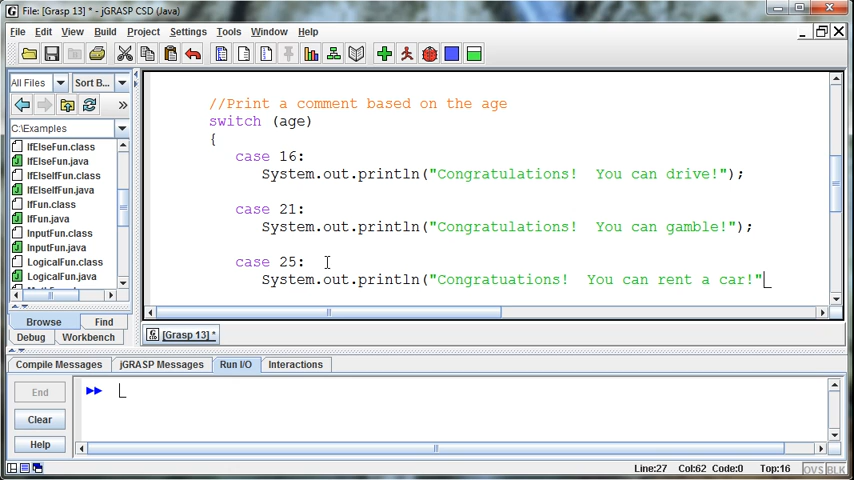 File: [Grasp 13] * - jGRASP CSD (Java)
File Edit View Build Project Settings Tools Window Help
All Files Sort B...
C:\Examples
IfElseFun.class
IfElseFun.java
IfElseIfFun.class
IfElseIfFun.java
IfFun.class
IfFun.java
InputFun.class
InputFun.java
LogicalFun.class
LogicalFun.java
Browse Find
Debug Workbench
//Print a comment based on the age
switch (age)
{
case 16:
System.out.println("Congratulations!  You can drive!");
case 21:
System.out.println("Congratulations!  You can gamble!");
case 25:
System.out.println("Congratuations!  You can rent a car!"
[Grasp 13] *
Compile Messages jGRASP Messages Run I/O Interactions
End
Clear
Help
Line:27 Col:62 Code:0 Top:16 OVS BLK